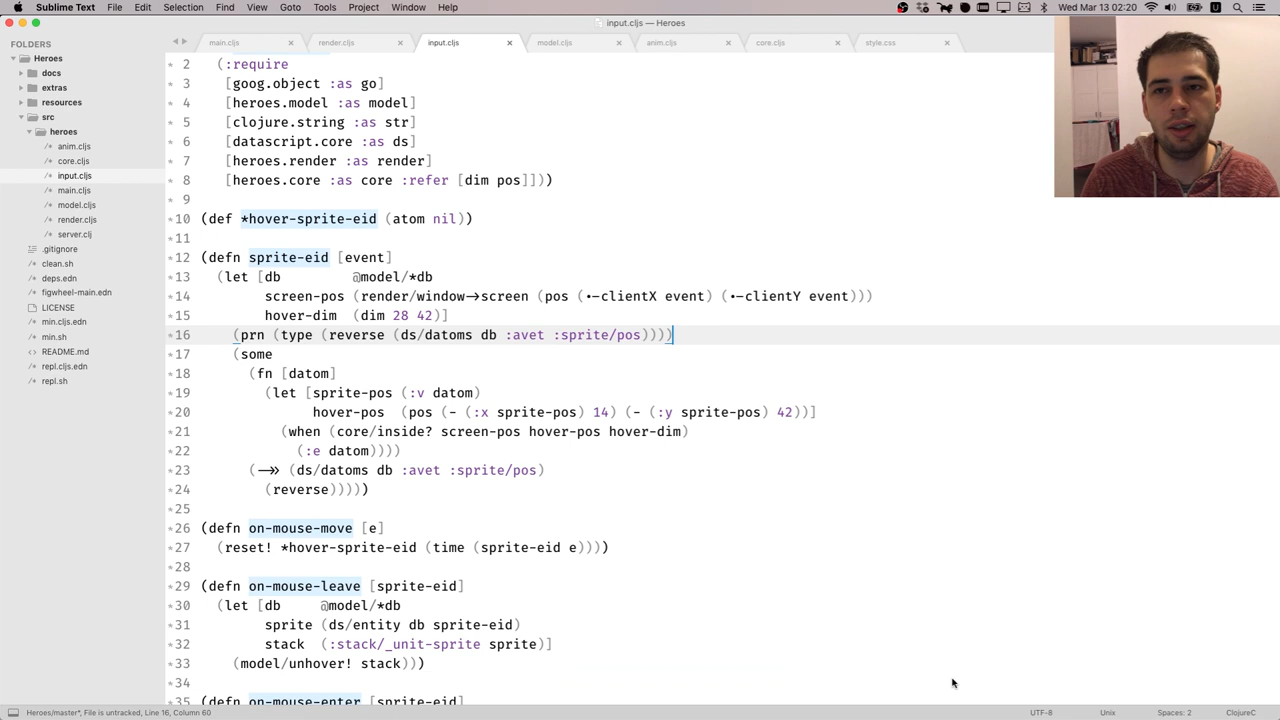 Sublime Text File Edit Selection Find View Goto Tools Project Window Help Wed Mar 13 02:20
input.cljs — Heroes
FOLDERS
Heroes
docs
extras
resources
src
heroes
/* anim.cljs
/* core.cljs
/* input.cljs
/* main.cljs
/* model.cljs
/* render.cljs
/* server.clj
.gitignore
clean.sh
/* deps.edn
/* figwheel-main.edn
LICENSE
/* min.cljs.edn
min.sh
README.md
/* repl.cljs.edn
repl.sh
main.cljs render.cljs input.cljs model.cljs anim.cljs core.cljs style.css
2 (:require
3 [goog.object :as go]
4 [heroes.model :as model]
5 [clojure.string :as str]
6 [datascript.core :as ds]
7 [heroes.render :as render]
8 [heroes.core :as core :refer [dim pos]]))
9
10 (def *hover-sprite-eid (atom nil))
11
12 (defn sprite-eid [event]
13 (let [db @model/*db
14 screen-pos (render/window->screen (pos (.-clientX event) (.-clientY event)))
15 hover-dim (dim 28 42)]
16 (prn (type (reverse (ds/datoms db :avet :sprite/pos))))
17 (some
18 (fn [datom]
19 (let [sprite-pos (:v datom)
20 hover-pos (pos (- (:x sprite-pos) 14) (- (:y sprite-pos) 42))]
21 (when (core/inside? screen-pos hover-pos hover-dim)
22 (:e datom))))
23 (->> (ds/datoms db :avet :sprite/pos)
24 (reverse)))))
25
26 (defn on-mouse-move [e]
27 (reset! *hover-sprite-eid (time (sprite-eid e))))
28
29 (defn on-mouse-leave [sprite-eid]
30 (let [db @model/*db
31 sprite (ds/entity db sprite-eid)
32 stack (:stack/_unit-sprite sprite)]
33 (model/unhover! stack)))
34
35 (defn on-mouse-enter [sprite-eid]
Heroes/master*, File is untracked, Line 16, Column 60 UTF-8 Unix Spaces: 2 ClojureC